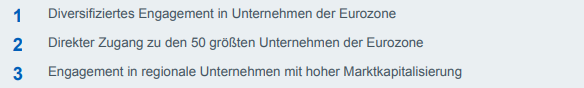 1 Diversifiziertes Engagement in Unternehmen der Eurozone
2 Direkter Zugang zu den 50 größten Unternehmen der Eurozone
3 Engagement in regionale Unternehmen mit hoher Marktkapitalisierung